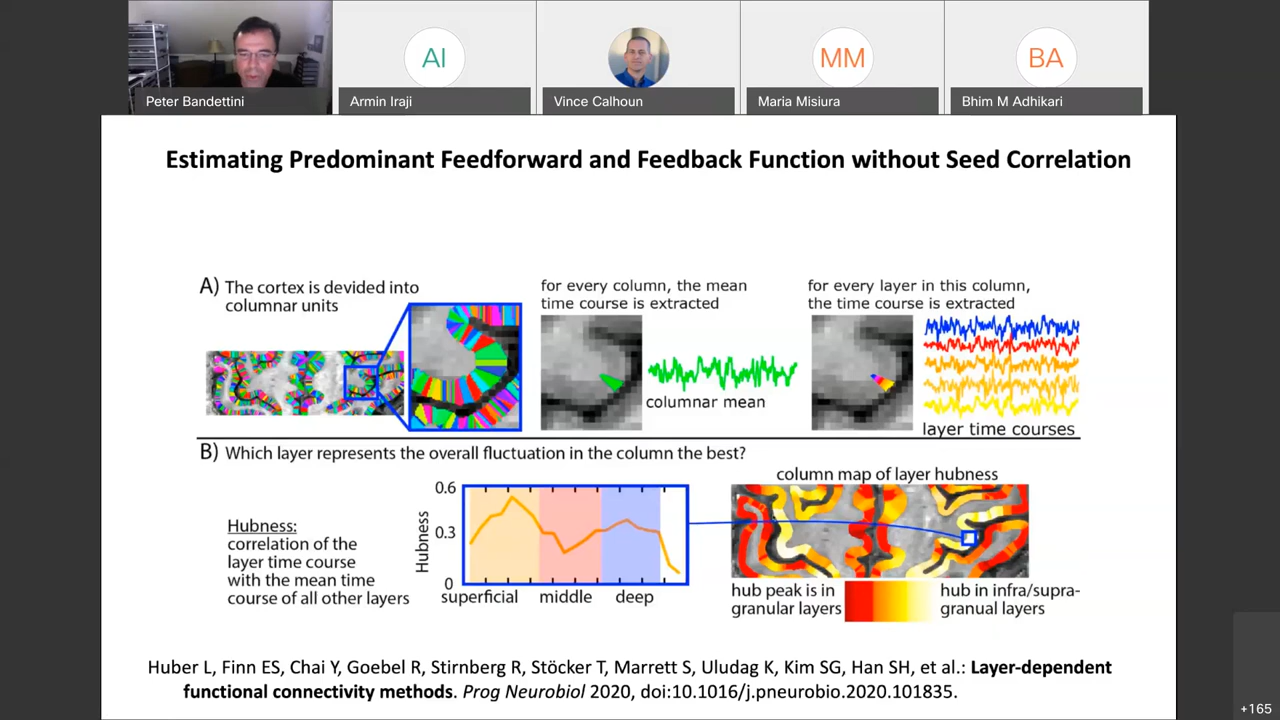 AI
MM
BA
Peter Bandettini
Armin Iraji
Vince Calhoun
Maria Misiura
Bhim M Adhikari
Estimating Predominant Feedforward and Feedback Function without Seed Correlation
A) The cortex is devided into
columnar units
for every column, the mean
time course is extracted
columnar mean
for every layer in this column,
the time course is extracted
layer time courses
B) Which layer represents the overall fluctuation in the column the best?
Hubness:
correlation of the
layer time course
with the mean time
course of all other layers
Hubness
0.6
0.3
0
superficial
middle
deep
column map of layer hubness
hub peak is in
granular layers
hub in infra/supra-
granual layers
Huber L, Finn ES, Chai Y, Goebel R, Stirnberg R, Stöcker T, Marrett S, Uludag K, Kim SG, Han SH, et al.: Layer-dependent
functional connectivity methods. Prog Neurobiol 2020, doi:10.1016/j.pneurobio.2020.101835.
+165